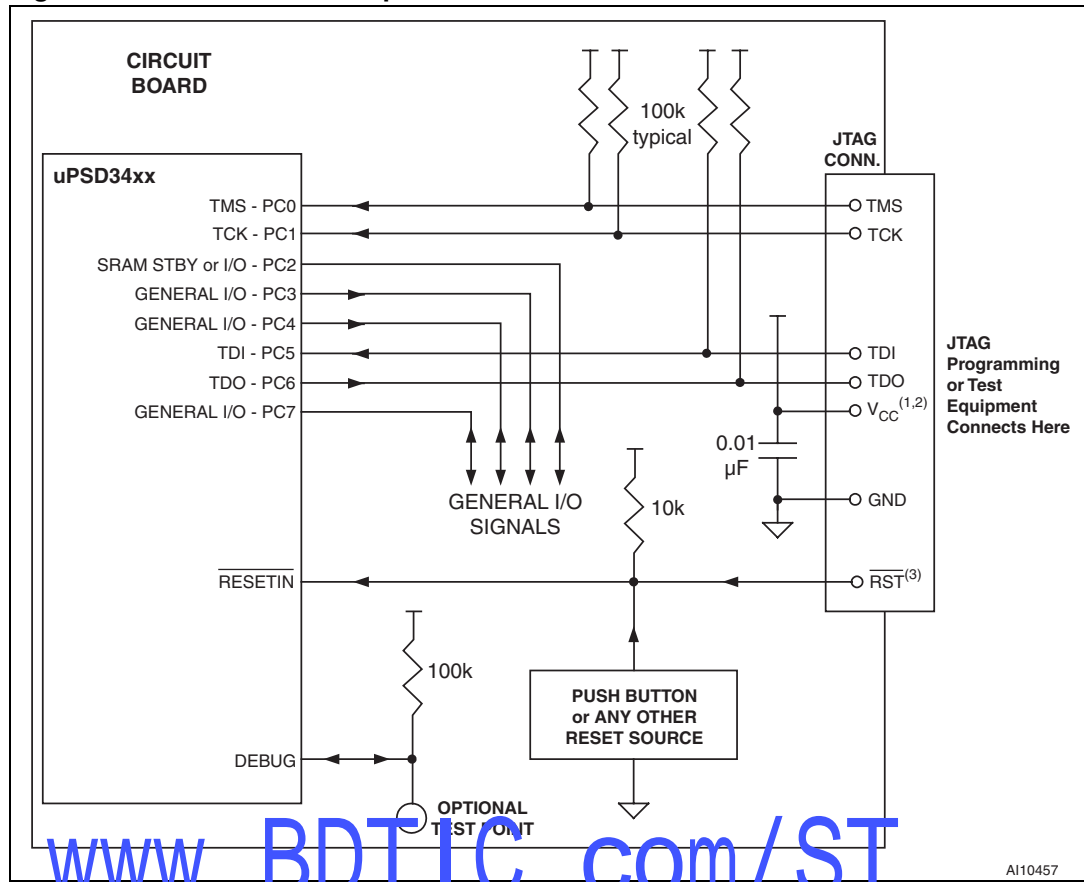 CIRCUIT
BOARD
100k
typical
JTAG
CONN.
uPSD34xx
TMS - PC0
TMS
TCK - PC1
TCK
SRAM STBY or I/O - PC2
GENERAL I/O - PC3
GENERAL I/O - PC4
TDI - PC5
TDI
TDO - PC6
TDO
GENERAL I/O - PC7
VCC(1,2)
JTAG
Programming
or Test
Equipment
Connects Here
0.01
µF
GENERAL I/O
SIGNALS
10k
GND
RESETIN
RST(3)
100k
PUSH BUTTON
or ANY OTHER
RESET SOURCE
DEBUG
OPTIONAL
TEST POINT
www BDTIC com/ST
AI10457